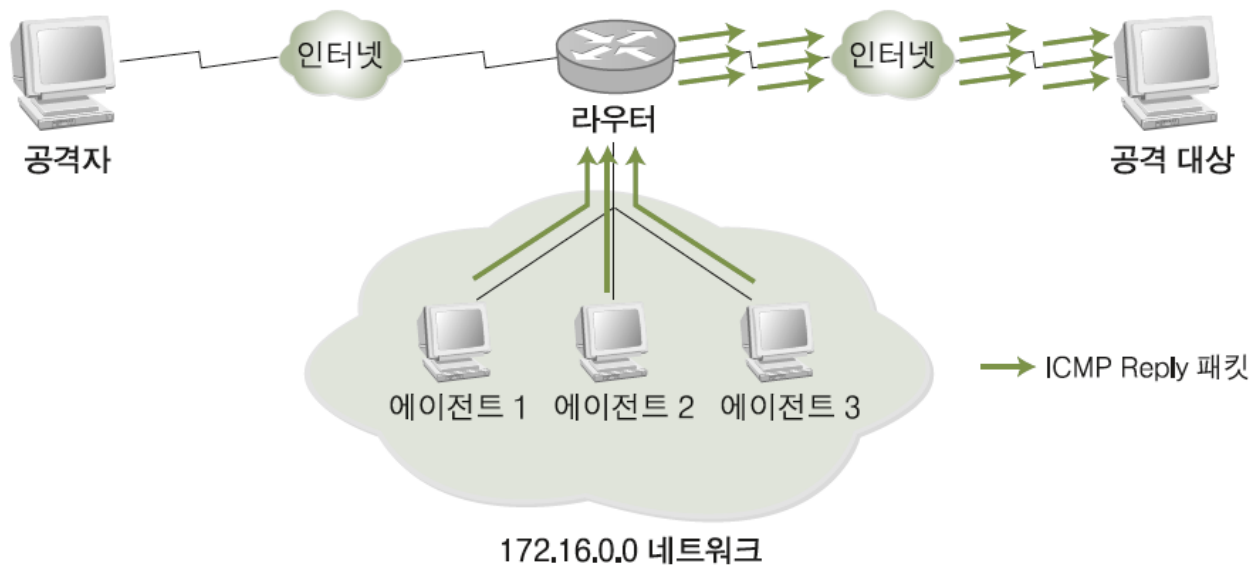 인터넷
인터넷
라우터
공격자
공격 대상
ICMP Reply 패킷
에이전트 1 에이전트 2 에이전트 3
172.16.0.0 네트워크